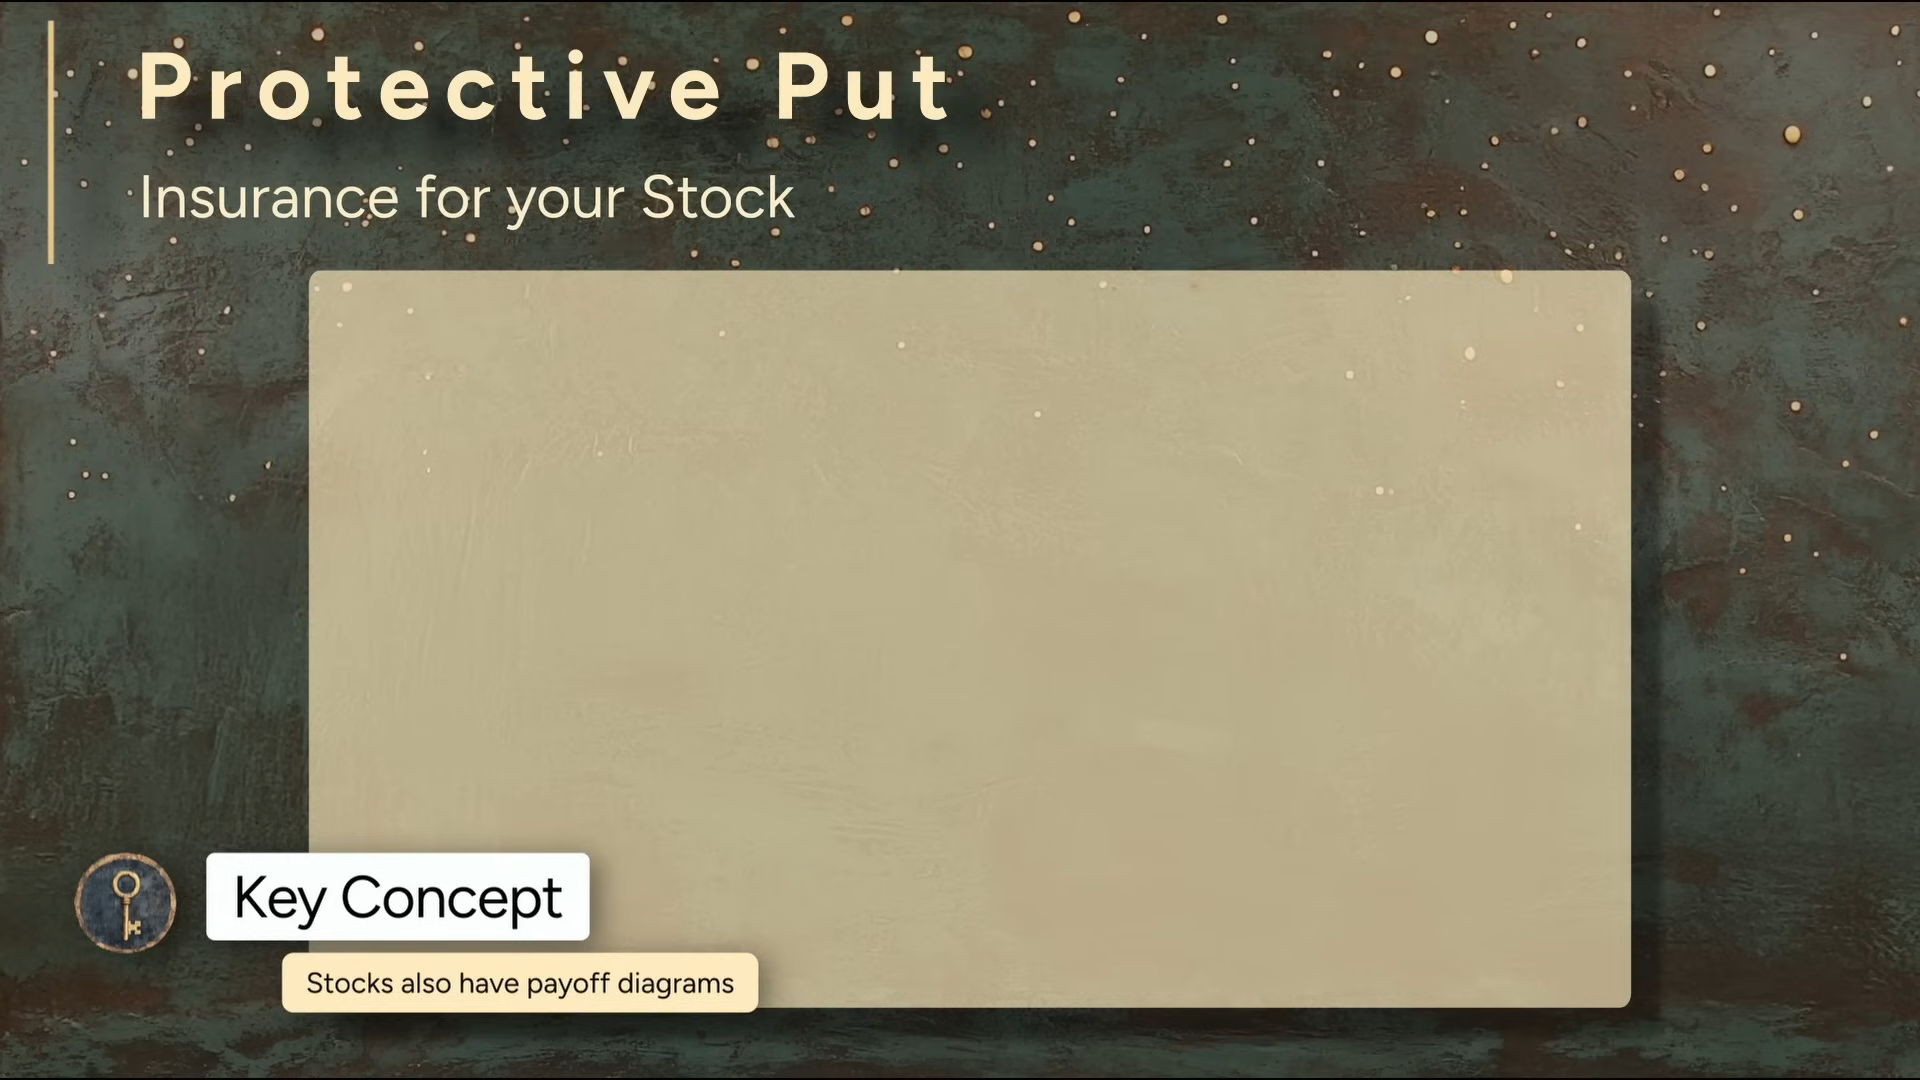 Protective Put
Insurance for your Stock
Key Concept
Stocks also have payoff diagrams